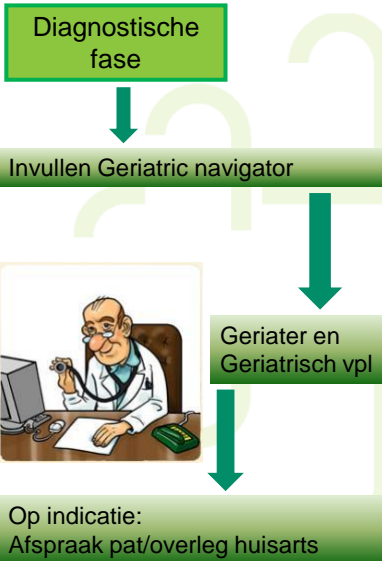 Diagnostische
fase
Invullen Geriatric navigator
Geriater en
Geriatrisch vpl
Op indicatie:
Afspraak pat/overleg huisarts